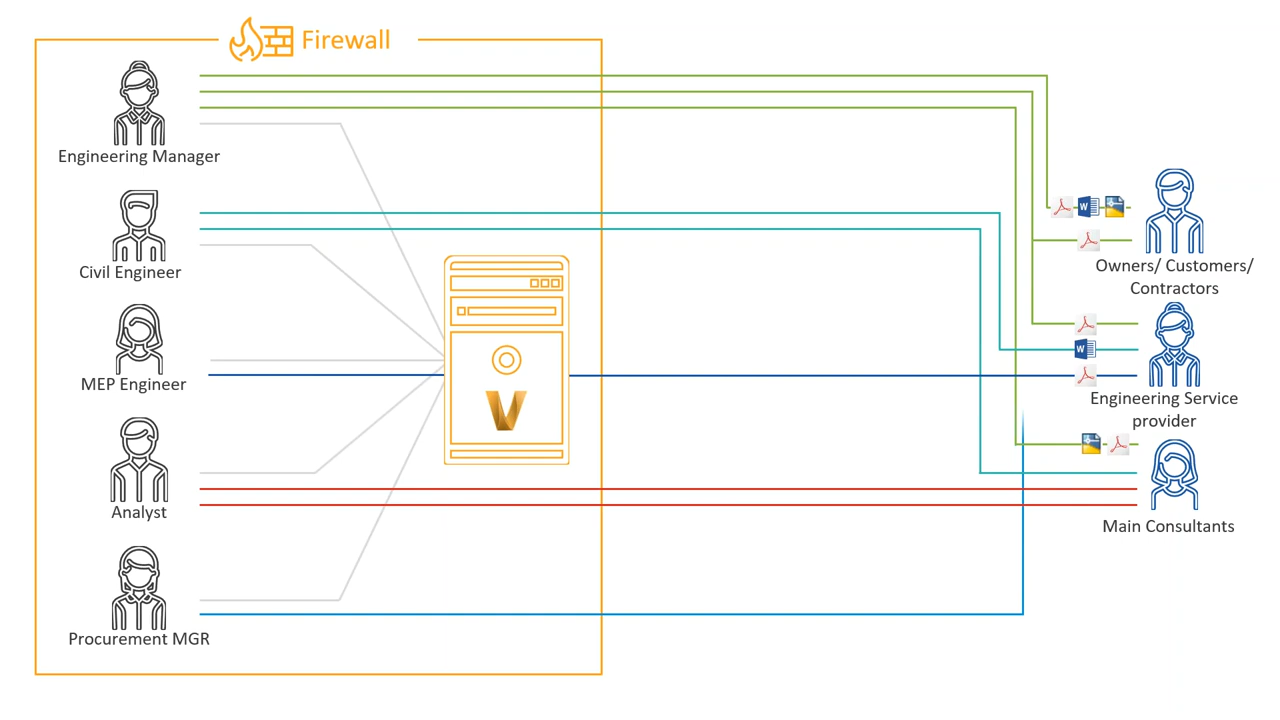 Firewall
Engineering Manager
Civil Engineer
MEP Engineer
Analyst
Procurement MGR
Owners/ Customers/
Contractors
Engineering Service
provider
Main Consultants
W
W
V